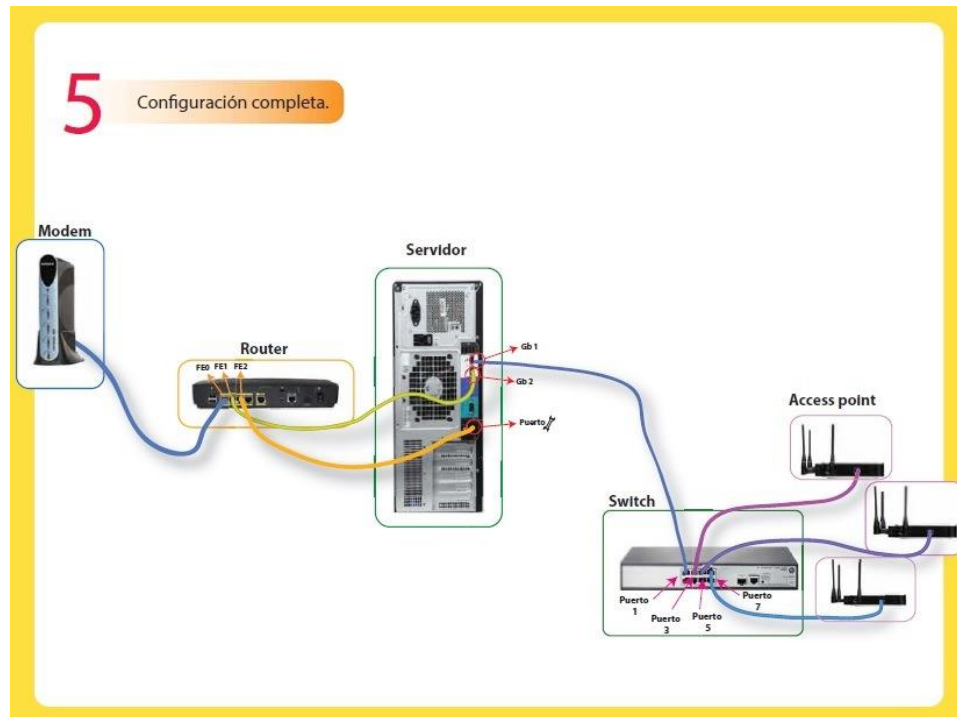 5
Configuración completa.
Modem
Servidor
Gb 1
Router
FE0 FE1 FE2
Gb 2
Access point
Puerto
Switch
Puerto
1
Puerto
3
Puerto
5
Puerto
7